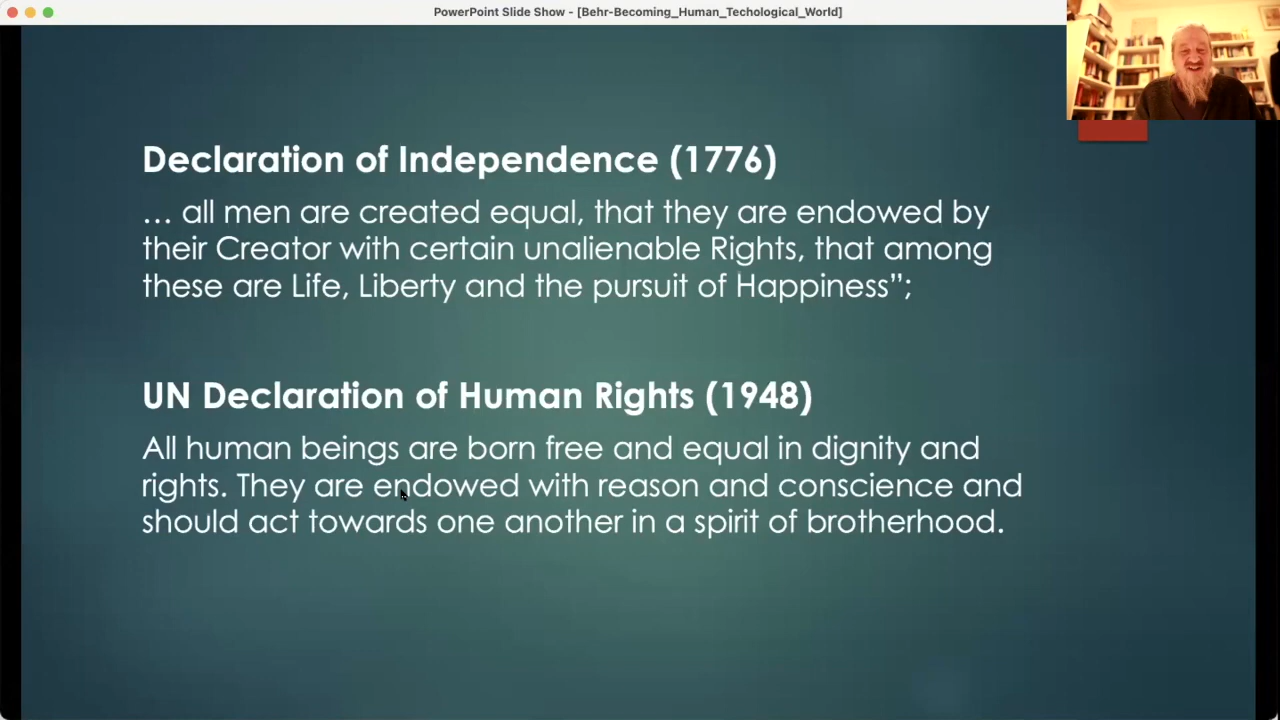 PowerPoint Slide Show - [Behr-Becoming_Human_Techological_World]
Declaration of Independence (1776)
… all men are created equal, that they are endowed by
their Creator with certain unalienable Rights, that among
these are Life, Liberty and the pursuit of Happiness”;
UN Declaration of Human Rights (1948)
All human beings are born free and equal in dignity and
rights. They are endowed with reason and conscience and
should act towards one another in a spirit of brotherhood.